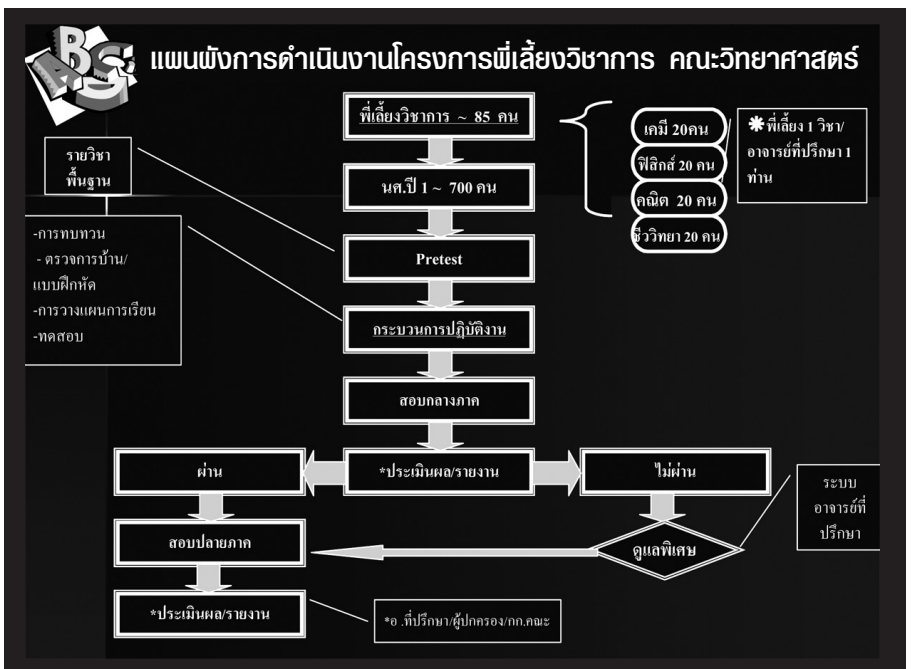 ABC
แผนผังการดำเนินงานโครงการพี่เลี้ยงวิชาการ คณะวิทยาศาสตร์
พี่เลี้ยงวิชาการ ~ 85 คน
เคมี 20คน
ฟิสิกส์ 20 คน
คณิต 20 คน
ชีววิทยา 20 คน
✱พี่เลี้ยง 1 วิชา/
อาจารย์ที่ปรึกษา 1
ท่าน
รายวิชา
พื้นฐาน
นศ.ปี 1 ~ 700 คน
-การทบทวน
- ตรวจการบ้าน/
แบบฝึกหัด
-การวางแผนการเรียน
-ทดสอบ
Pretest
กระบวนการปฏิบัติงาน
สอบกลางภาค
ผ่าน
*ประเมินผล/รายงาน
ไม่ผ่าน
ระบบ
อาจารย์ที่
ปรึกษา
สอบปลายภาค
ดูแลพิเศษ
*ประเมินผล/รายงาน
*อ .ที่ปรึกษา/ผู้ปกครอง/กก.คณะ